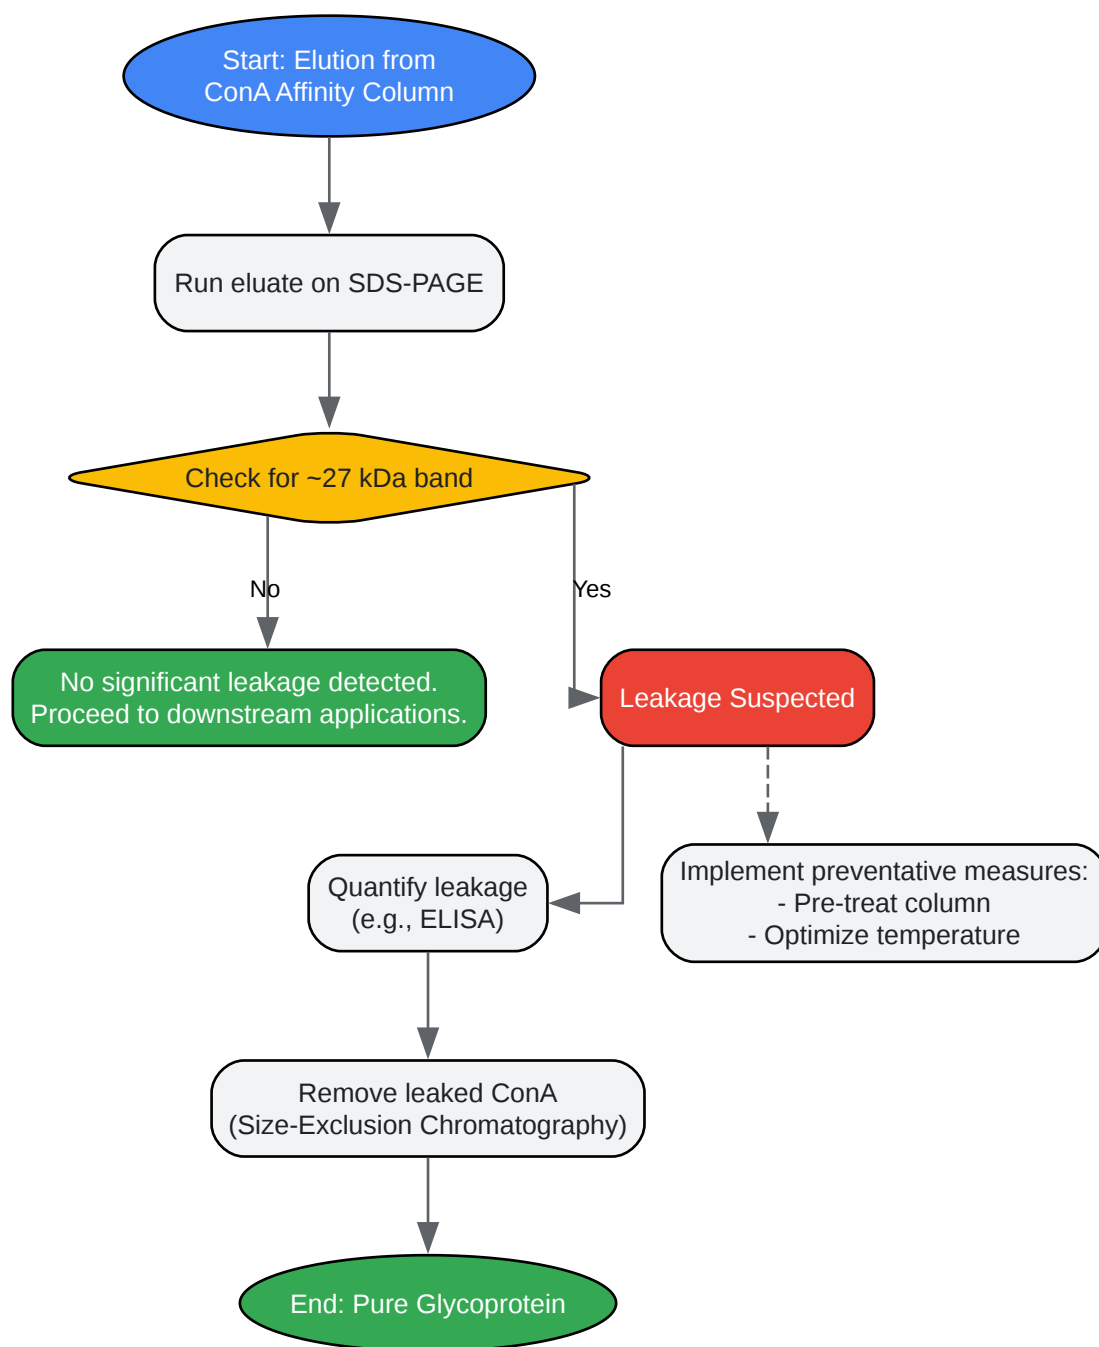 Start: Elution from
ConA Affinity Column
Run eluate on SDS-PAGE
Check for ~27 kDa band
No
Yes
No significant leakage detected.
Proceed to downstream applications.
Leakage Suspected
Quantify leakage
(e.g., ELISA)
Implement preventative measures:
- Pre-treat column
- Optimize temperature
Remove leaked ConA
(Size-Exclusion Chromatography)
End: Pure Glycoprotein